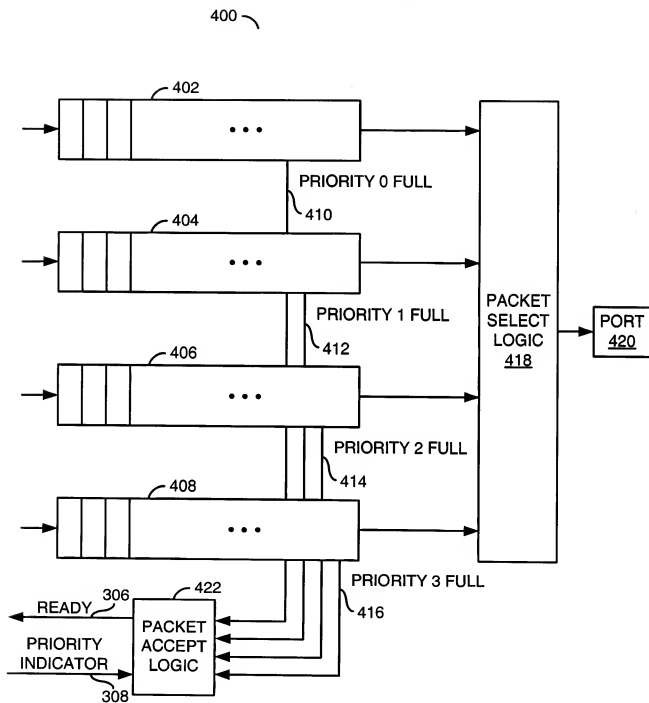 400
402
PRIORITY 0 FULL
410
404
PRIORITY 1 FULL
412
PACKET
SELECT
LOGIC
418
PORT
420
406
PRIORITY 2 FULL
414
408
PRIORITY 3 FULL
416
422
READY
306
PACKET
ACCEPT
LOGIC
PRIORITY
INDICATOR
308